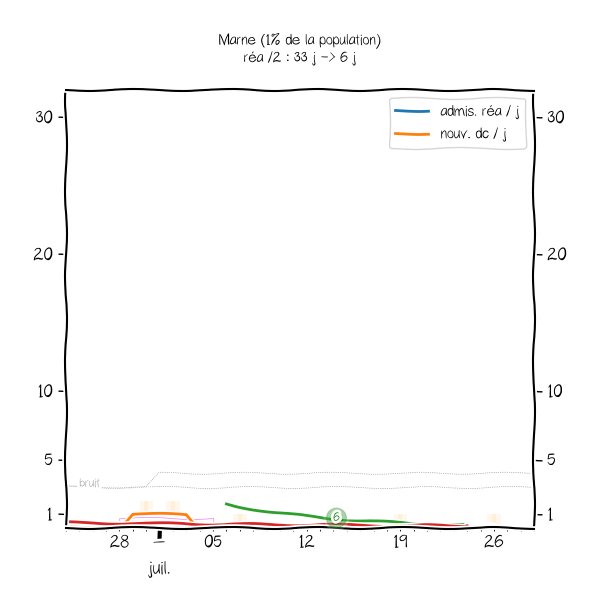 Marne (1% de la population)
réa /2 : 33 j -> 6 j
admis. réa / j
nouv. dc / j
30
30
20
20
10
10
5
5
bruit
1
1
6
28
1
05
12
19
26
juil.